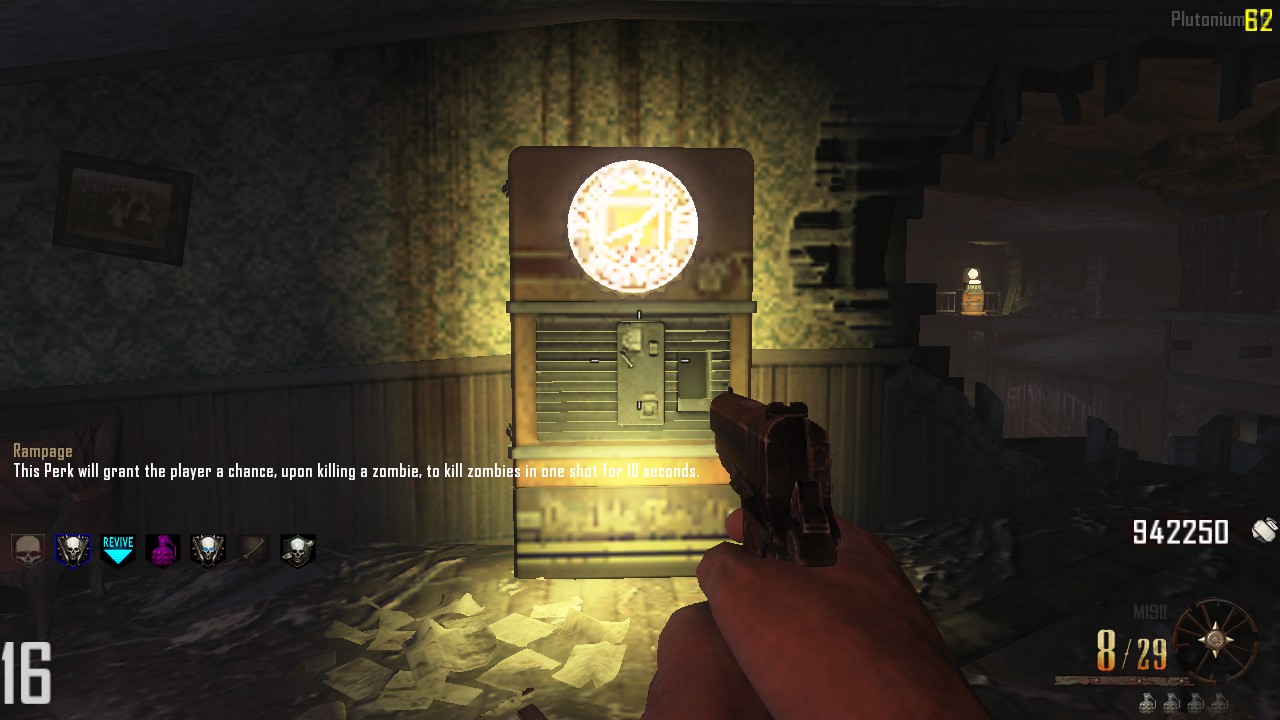 Plutonium
62
Rampage
This Perk will grant the player a chance, upon killing a zombie, to kill zombies in one shot for 10 seconds.
REVIVE
942250
M1911
8/29
16